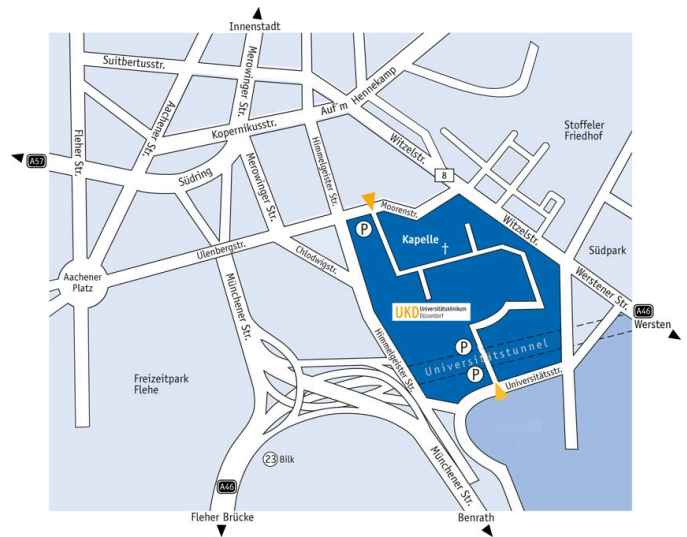 Innenstadt
Suitbertusstr.
Merowinger Str.
Auf´m Hennekamp
Aachener Str.
Fleher Str.
Kopernikusstr.
Himmelgeister Str.
Witzelstr.
Stoffeler
Friedhof
A57
Südring
Merowinger Str.
8
Moorenstr.
P
Kapelle
Witzelstr.
Südpark
Ulenbergstr.
Chlodwigstr.
Aachener
Platz
Münchener Str.
Werstener Str.
A46
Wersten
UKD Universitätsklinikum
Düsseldorf
Himmelgeister Str.
P
Universitätstunnel
P
Universitätsstr.
Freizeitpark
Flehe
23 Bilk
Münchener Str.
A46
Fleher Brücke
Benrath